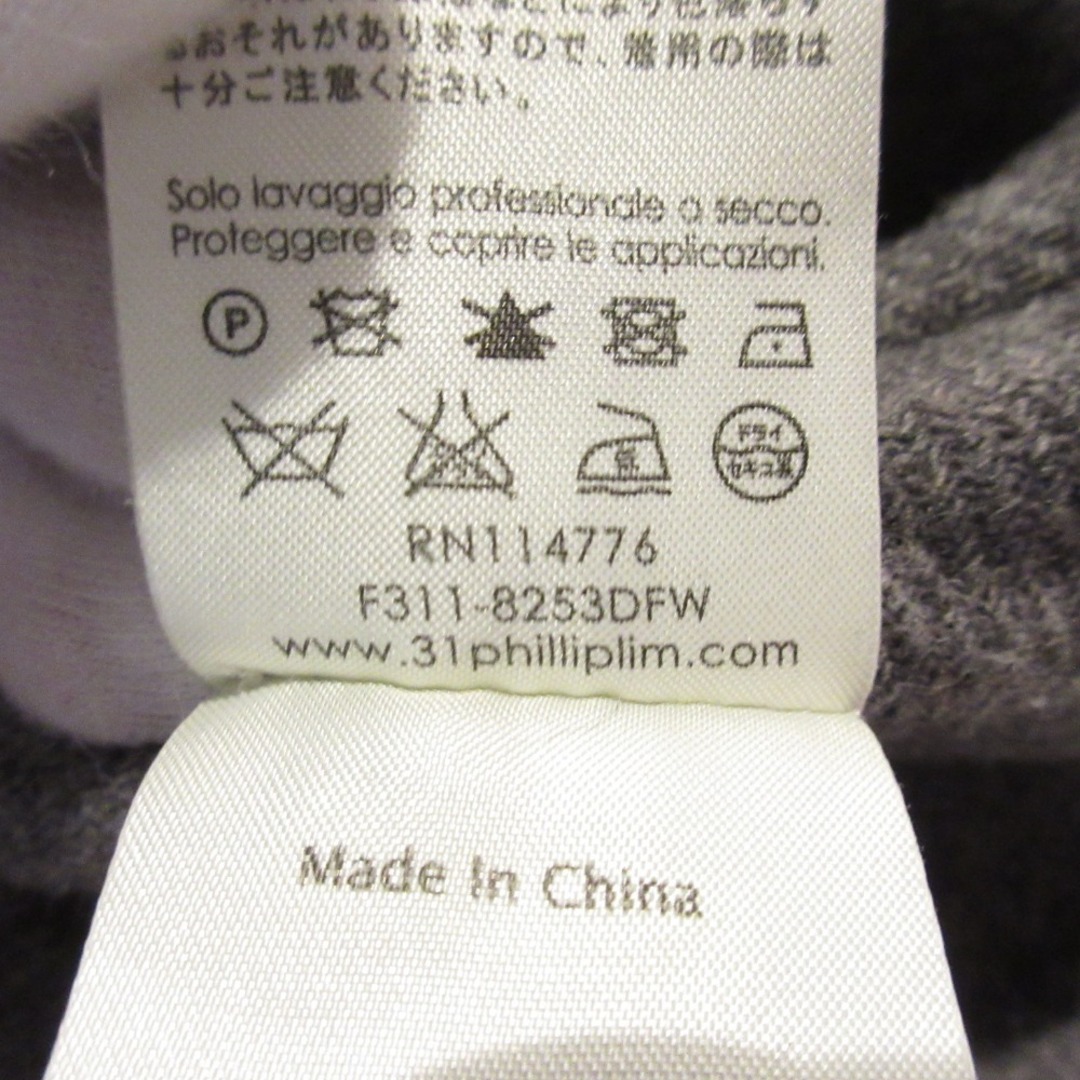 るおそれがありますので、着用の際は
十分ご注意ください。
Solo lavaggio professionale a secco.
Proteggere e coprire le applicazioni.
P
低
ドライ
セキユ系
RN114776
F311-8253DFW
www.31philliplim.com
Made In China